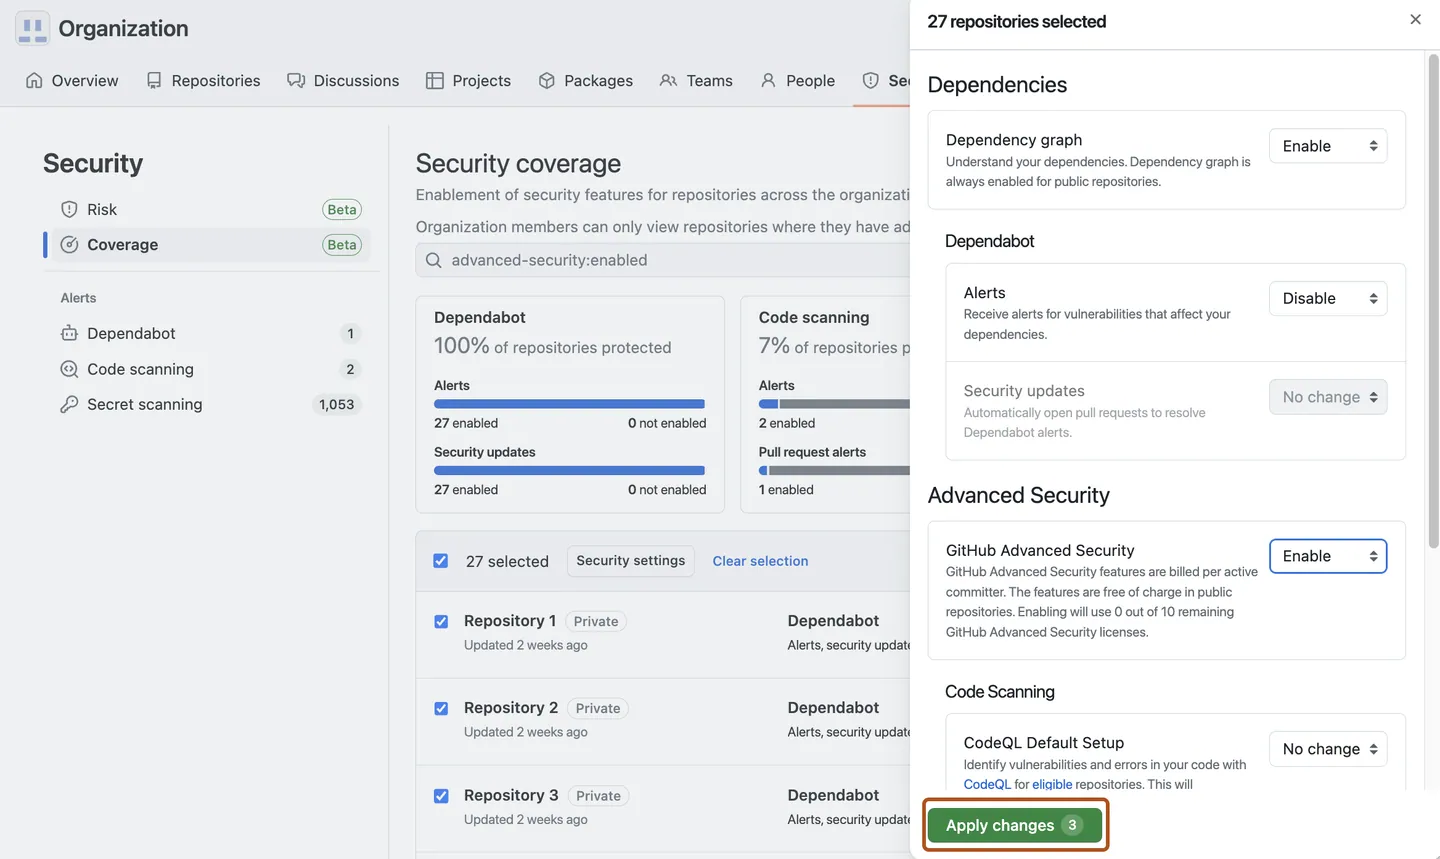 Organization
Overview
Repositories
Discussions
Projects
Packages
Teams
People
Security
Risk
Beta
Coverage
Beta
Alerts
Dependabot
1
Code scanning
2
Secret scanning
1,053
Security coverage
Enablement of security features for repositories across the
Organization members can only view repositories where they have
advanced-security:enabled
Dependabot
100% of repositories protected
Alerts
27 enabled
0 not enabled
Security updates
27 enabled
0 not enabled
Code scanning
7% of repositories
Alerts
2 enabled
Pull request alerts
1 enabled
27 selected
Security settings
Clear selection
Repository 1
Private
Updated 2 weeks ago
Dependabot
Alerts, security
Repository 2
Private
Updated 2 weeks ago
Dependabot
Alerts, security
Repository 3
Private
Updated 2 weeks ago
Dependabot
Alerts, security
27 repositories selected
Dependencies
Dependency graph
Understand your dependencies. Dependency graph is
always enabled for public repositories.
Enable
Dependabot
Alerts
Receive alerts for vulnerabilities that affect your
dependencies.
Disable
Security updates
Automatically open pull requests to resolve
Dependabot alerts.
No change
Advanced Security
GitHub Advanced Security
GitHub Advanced Security features are billed per active
committer. The features are free of charge in public
repositories. Enabling will use 0 out of 10 remaining
GitHub Advanced Security licenses.
Enable
Code Scanning
CodeQL Default Setup
Identify vulnerabilities and errors in your code with
CodeQL for eligible repositories. This will
No change
Apply changes 3